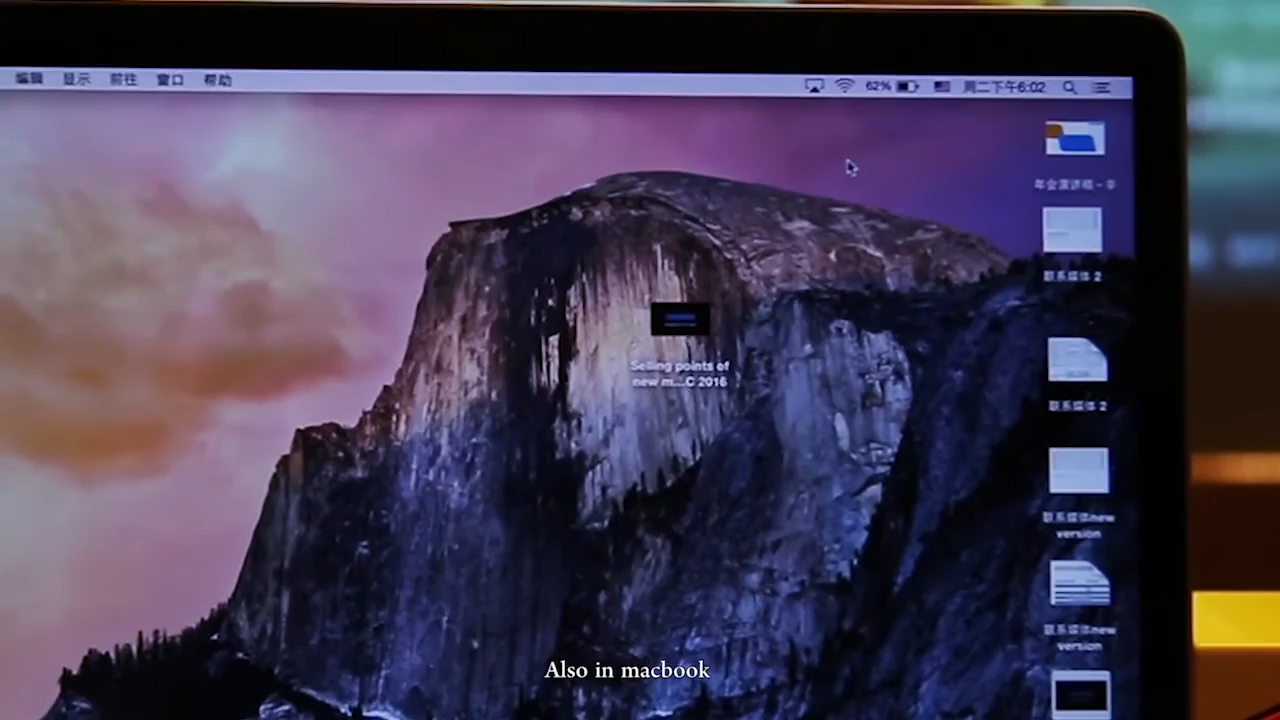 编辑 显示 前往 窗口 帮助 62% 周二下午6:02
年会演讲稿 - 0
联系媒体 2
Selling points of
new m...C 2016
联系媒体 2
联系媒体new
version
联系媒体new
version
Also in macbook